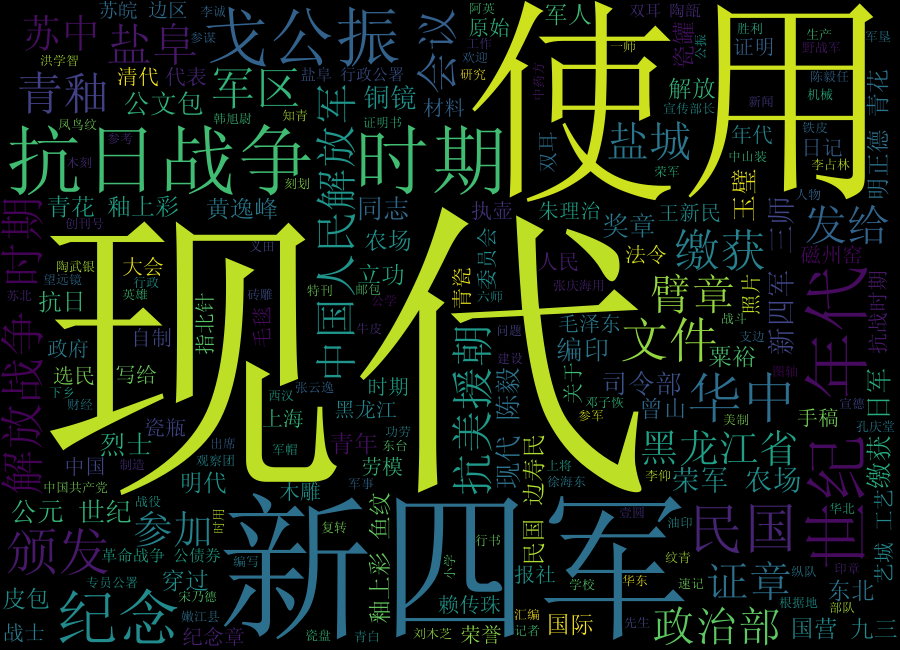 苏皖 边区
李诚
参谋
苏中
盐阜
戈公振
会议
阿英
原始
工作
欢迎
军人
双耳 陶瓿
瓷罐
公振
一师
胜利
证明
生产
野战军
军垦
洪学智
清代
代表
盐阜 行政公署
研究
青釉
公文包
军区
知青
铜镜
材料
中药方
解放
宣传部长
新闻
陈毅任
机械
青花
凤鸟纹
参考
韩旭尉
证明书
使用
抗日战争 时期
木刻
刻划
中国人民解放军
双耳
盐城
荣军
年代
中山装
铁皮
日记
李占林
明正德
玉璧
青花 釉上彩
黄逸峰
同志
执壶
朱理治
奖章
王新民
三师
人物
发给
解放战争 时期
创刊号
农场
委员会
人民
法令
缴获
磁州窑
陶武银
大会
望远镜
行政
苏北
英雄
抗日
自制
指北针
砖雕
毛毯
文田
特刊
邮包
立功
公学
青瓷
六师
张庆海用
臂章
照片
新四军
年代
抗战时期
现代
牛皮
抗美援朝
问题
建设
毛泽东
编印
文件
战斗
支边
粟裕
政府
选民
写给
下乡
财经
张云逸
西汉
时期
陈毅
关于
司令部
邓子恢
曾山
华中
图轴
美制
宣德
日军
手稿
孔庆堂
瓷瓶
上海
黑龙江
功劳
现代
参军
烈士
出席
观察团
军帽
青年
东台
劳模
边寿民
上将
徐海东
黑龙江省
世纪
缴获
中国
制造
中国共产党
明代
军事
木雕
李仰
荣军 农场
工艺
公元 世纪
战役
时用
复转
鱼纹
民国
壹圆
油印
民国
华北
艺城
颁发
参加
革命战争
公债券
编写
新四军
釉上彩
行书
小学
报社
学校
华东
纹青
速记
证章
纵队
印章
东北
部队
专员公署
穿过
宋乃德
嫩江县
皮包
纪念
战士
纪念章
瓷盘
青白
赖传珠
刘木芝
荣誉
汇编
记者
国际
先生
政治部
根据地
国营 九三